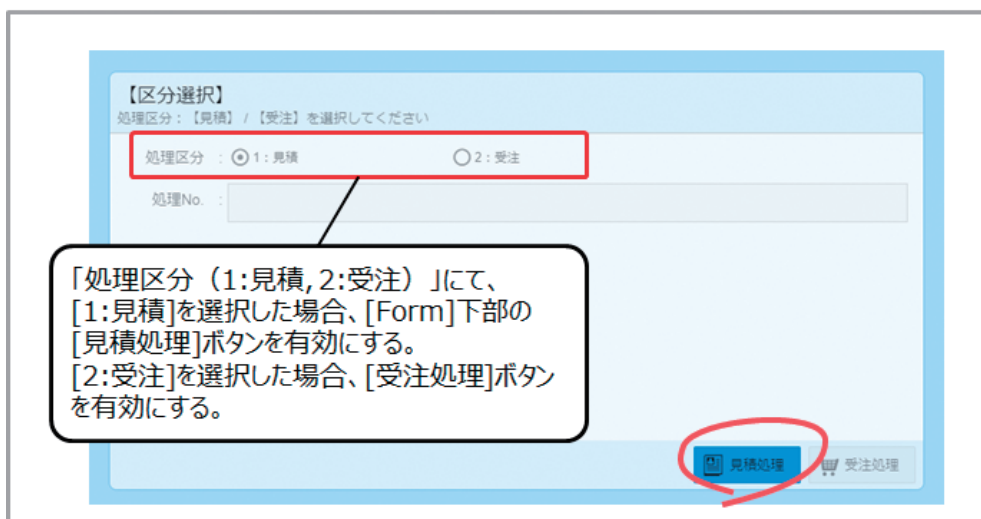 【区分選択】
処理区分：【見積】 / 【受注】を選択してください
処理区分 : 1：見積 2：受注
処理No. :
「処理区分（1:見積, 2:受注）」にて、
[1:見積]を選択した場合、[Form]下部の
[見積処理]ボタンを有効にする。
[2:受注]を選択した場合、[受注処理]ボタン
を有効にする。
見積処理 受注処理